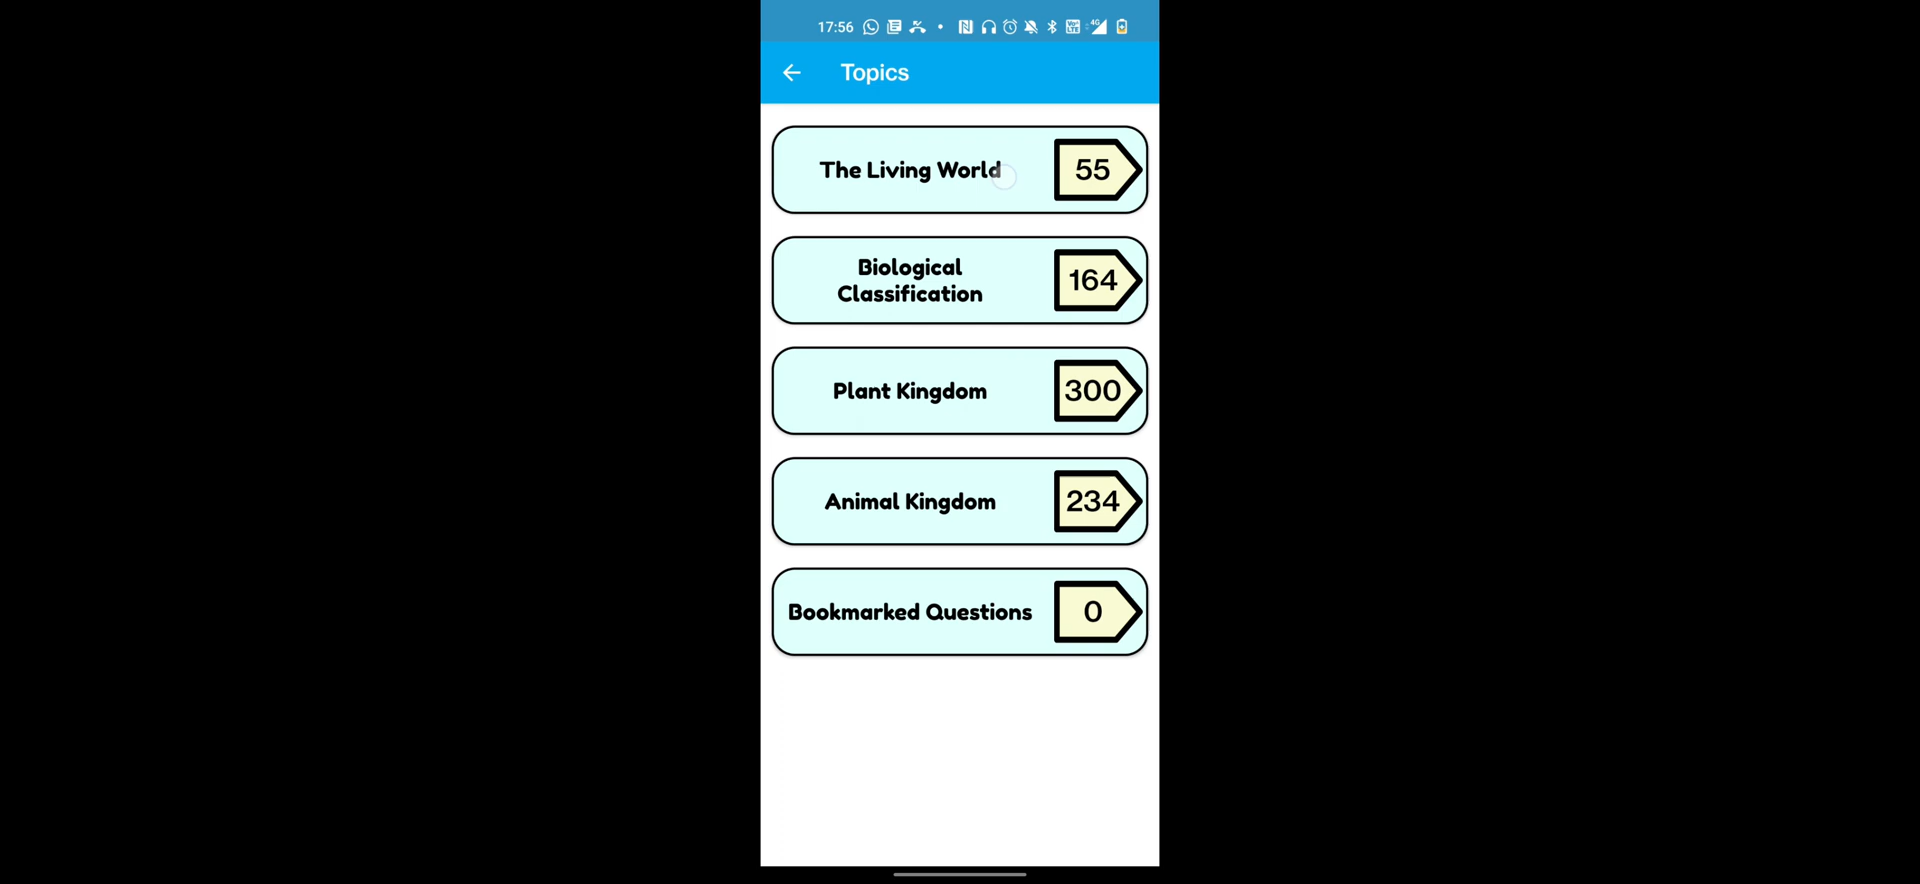 17:56
4G
Topics
The Living World
55
Biological
Classification
164
Plant Kingdom
300
Animal Kingdom
234
Bookmarked Questions
0